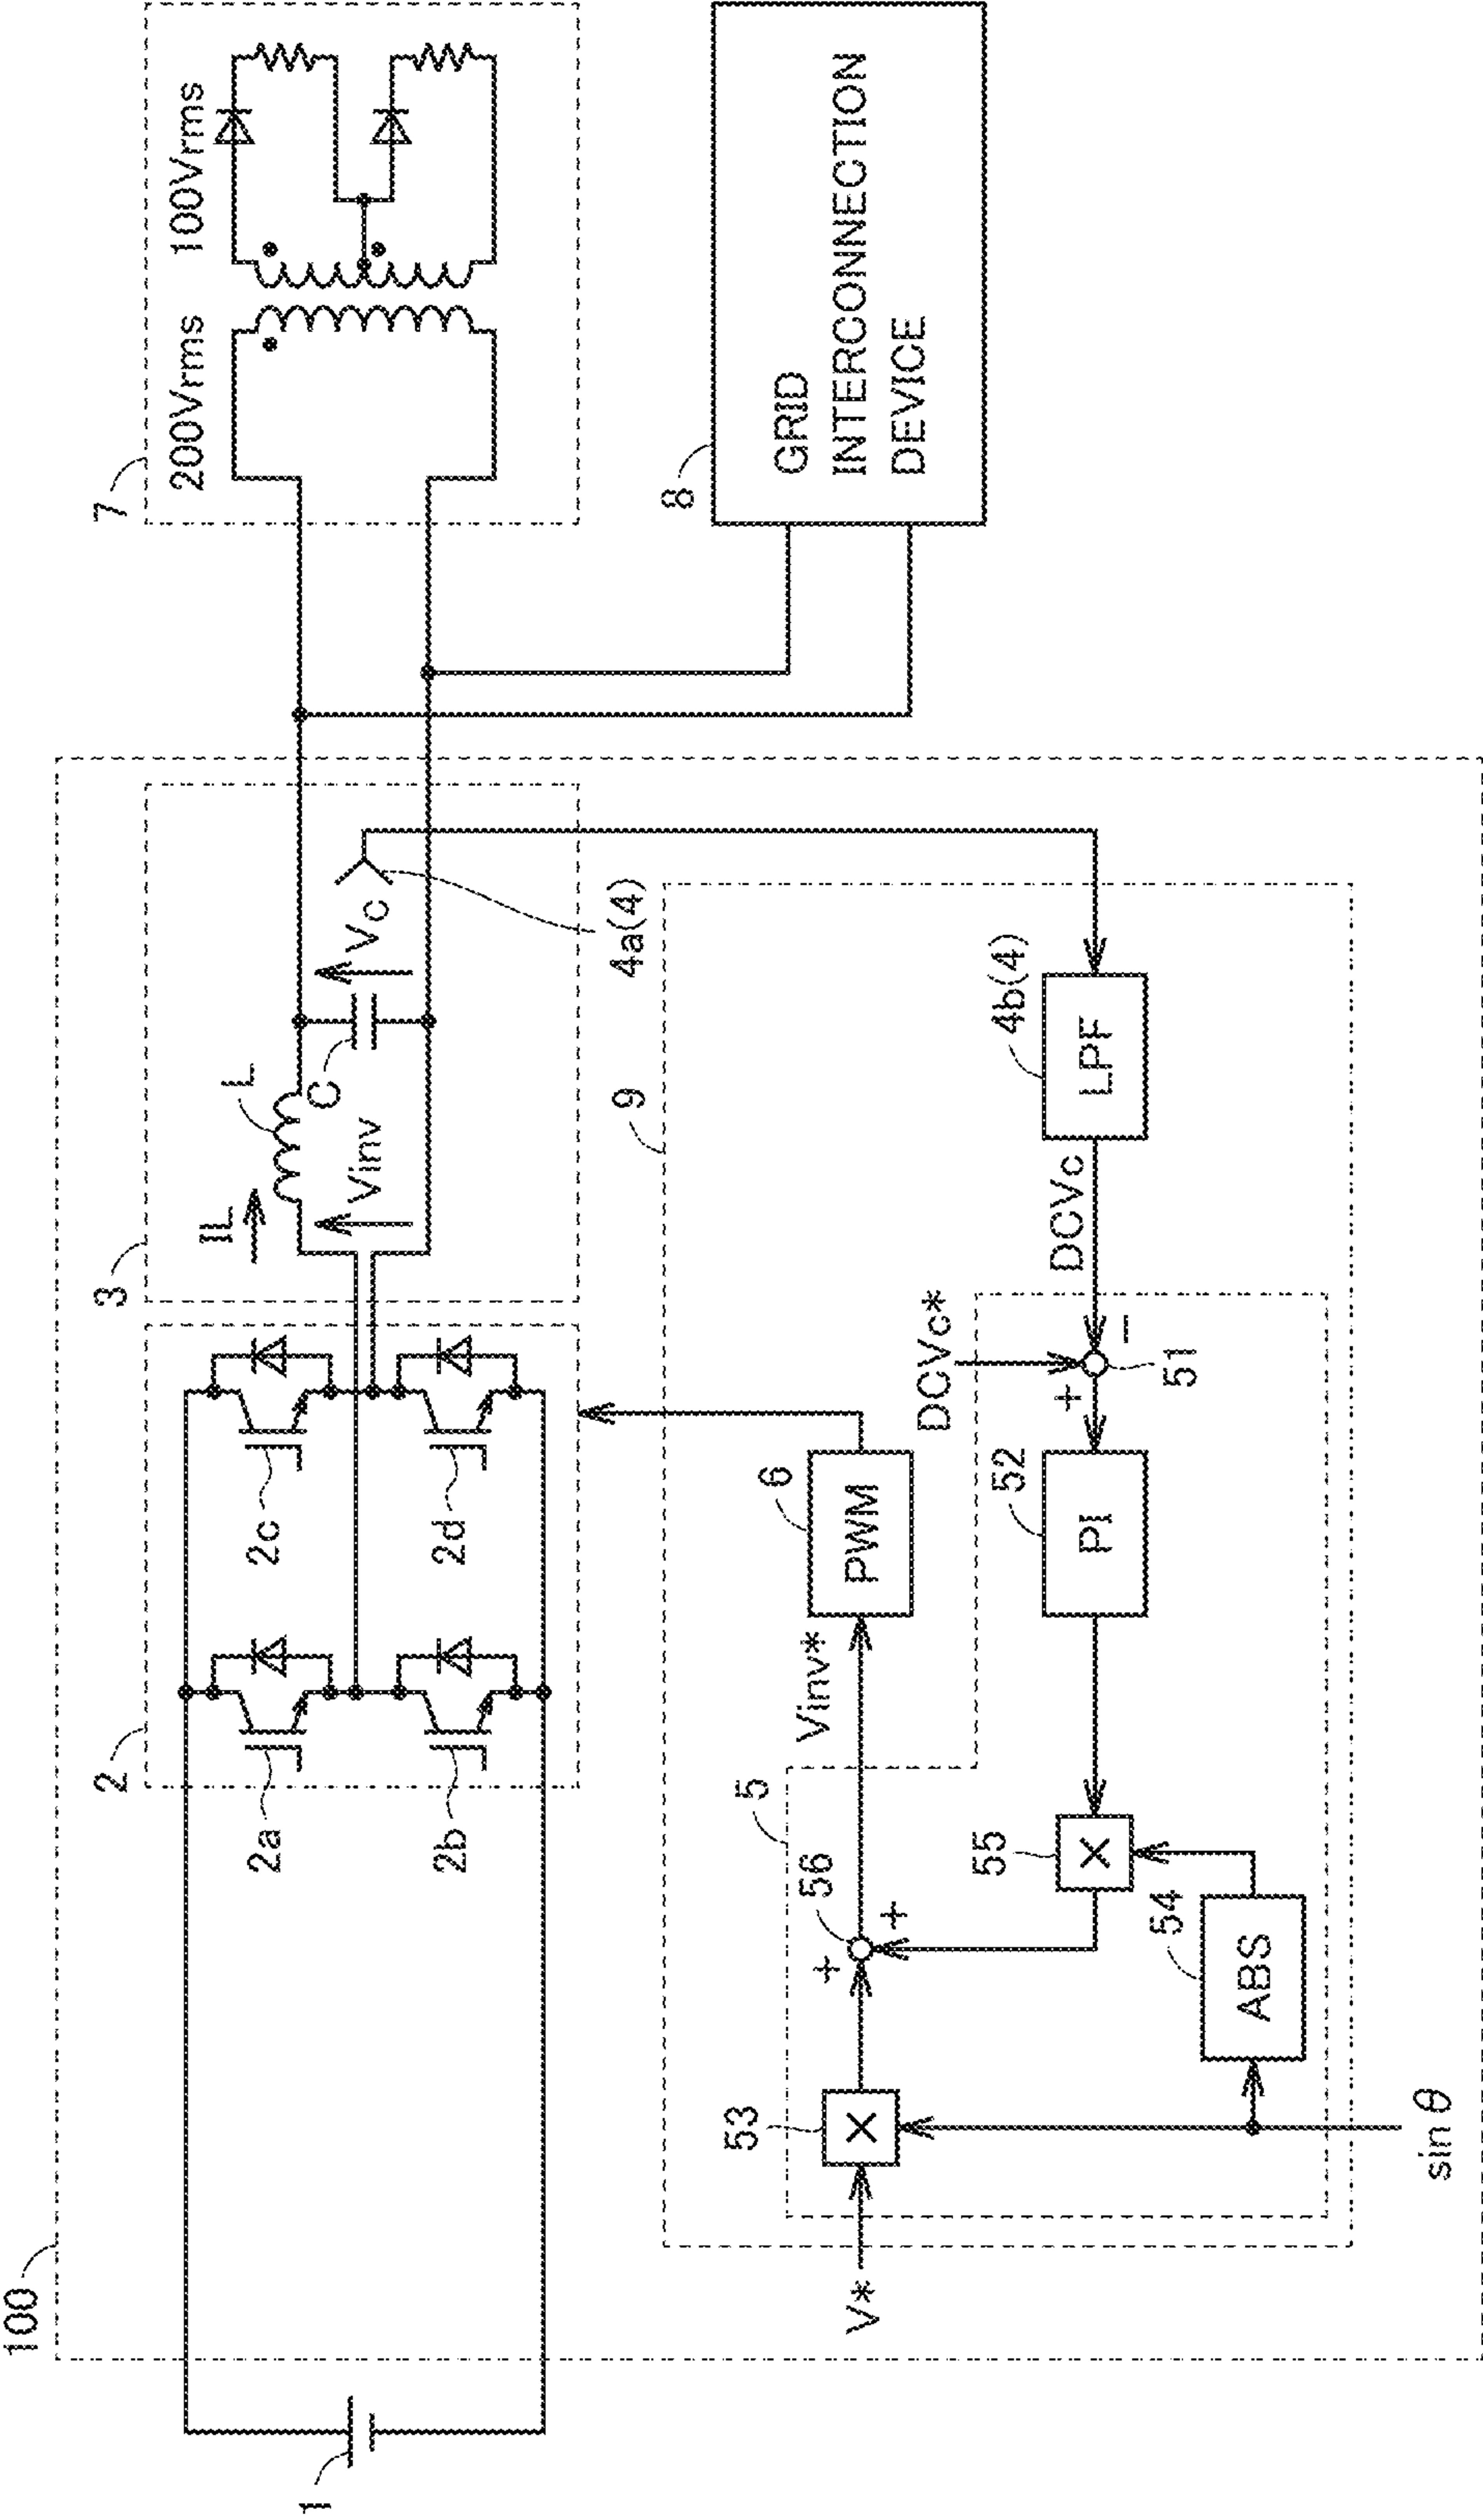 100
1
2
2a
2b
2c
2d
3
IL
L
Vinv
C
Vc
4a(4)
7
200Vrms
100Vrms
8
GRID
INTERCONNECTION
DEVICE
9
5
V*
53
×
+
56
+
Vinv*
6
PWM
sin θ
54
ABS
55
×
52
PI
DCVc*
+
−
51
DCVc
4b(4)
LPF